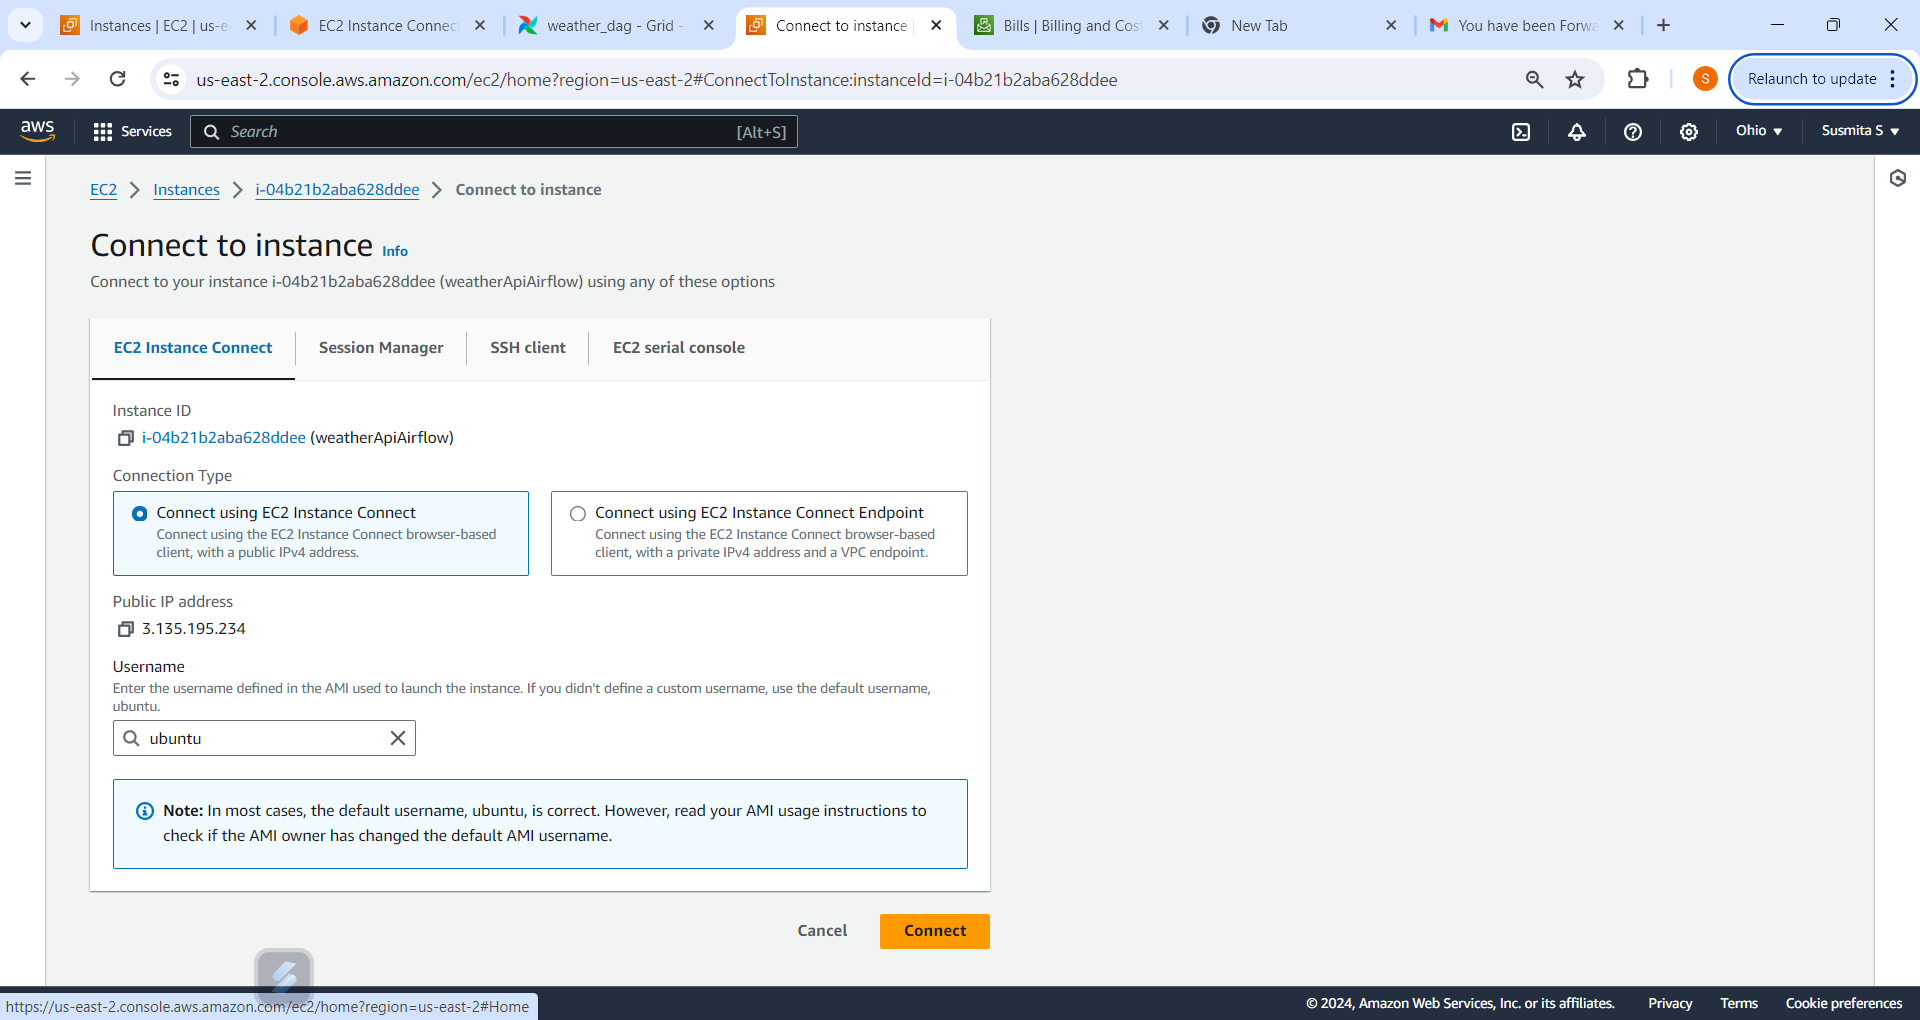 Instances | EC2 | us-e
EC2 Instance Connec
weather_dag - Grid -
Connect to instance |
Bills | Billing and Cos
New Tab
You have been Forwa
us-east-2.console.aws.amazon.com/ec2/home?region=us-east-2#ConnectToInstance:instanceId=i-04b21b2aba628ddee
S
Relaunch to update
aws
Services
Search
[Alt+S]
Ohio
Susmita S
EC2
Instances
i-04b21b2aba628ddee
Connect to instance
Connect to instance Info
Connect to your instance i-04b21b2aba628ddee (weatherApiAirflow) using any of these options
EC2 Instance Connect
Session Manager
SSH client
EC2 serial console
Instance ID
i-04b21b2aba628ddee (weatherApiAirflow)
Connection Type
Connect using EC2 Instance Connect
Connect using the EC2 Instance Connect browser-based
client, with a public IPv4 address.
Connect using EC2 Instance Connect Endpoint
Connect using the EC2 Instance Connect browser-based
client, with a private IPv4 address and a VPC endpoint.
Public IP address
3.135.195.234
Username
Enter the username defined in the AMI used to launch the instance. If you didn't define a custom username, use the default username,
ubuntu.
ubuntu
Note: In most cases, the default username, ubuntu, is correct. However, read your AMI usage instructions to
check if the AMI owner has changed the default AMI username.
Cancel
Connect
https://us-east-2.console.aws.amazon.com/ec2/home?region=us-east-2#Home
© 2024, Amazon Web Services, Inc. or its affiliates.
Privacy
Terms
Cookie preferences